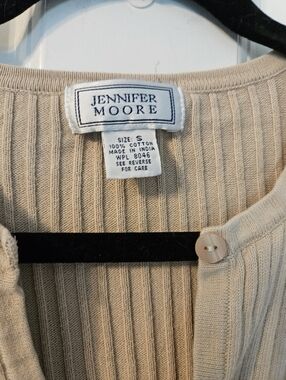 JENNIFER
MOORE
SIZE: S
100% COTTON
MADE IN INDIA
WPL 8046
SEE REVERSE
FOR CARE